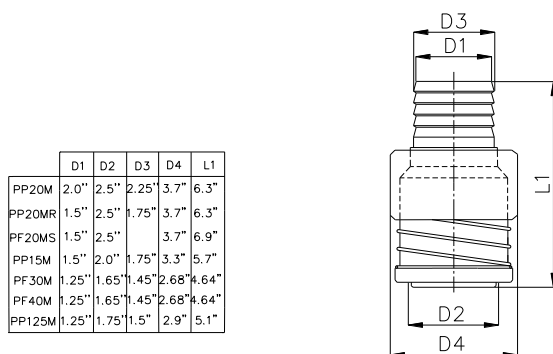 D1 D2 D3 D4 L1
PP20M 2.0'' 2.5'' 2.25'' 3.7'' 6.3''
PP20MR 1.5'' 2.5'' 1.75'' 3.7'' 6.3''
PF20MS 1.5'' 2.5'' 3.7'' 6.9''
PP15M 1.5'' 2.0'' 1.75'' 3.3'' 5.7''
PF30M 1.25'' 1.65'' 1.45'' 2.68'' 4.64''
PF40M 1.25'' 1.65'' 1.45'' 2.68'' 4.64''
PP125M 1.25'' 1.75'' 1.5'' 2.9'' 5.1''
D3
D1
L1
D2
D4